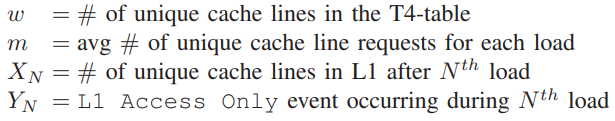 w = # of unique cache lines in the T4-table
m = avg # of unique cache line requests for each load
X_N = # of unique cache lines in L1 after N^th load
Y_N = L1 Access Only event occurring during N^th load